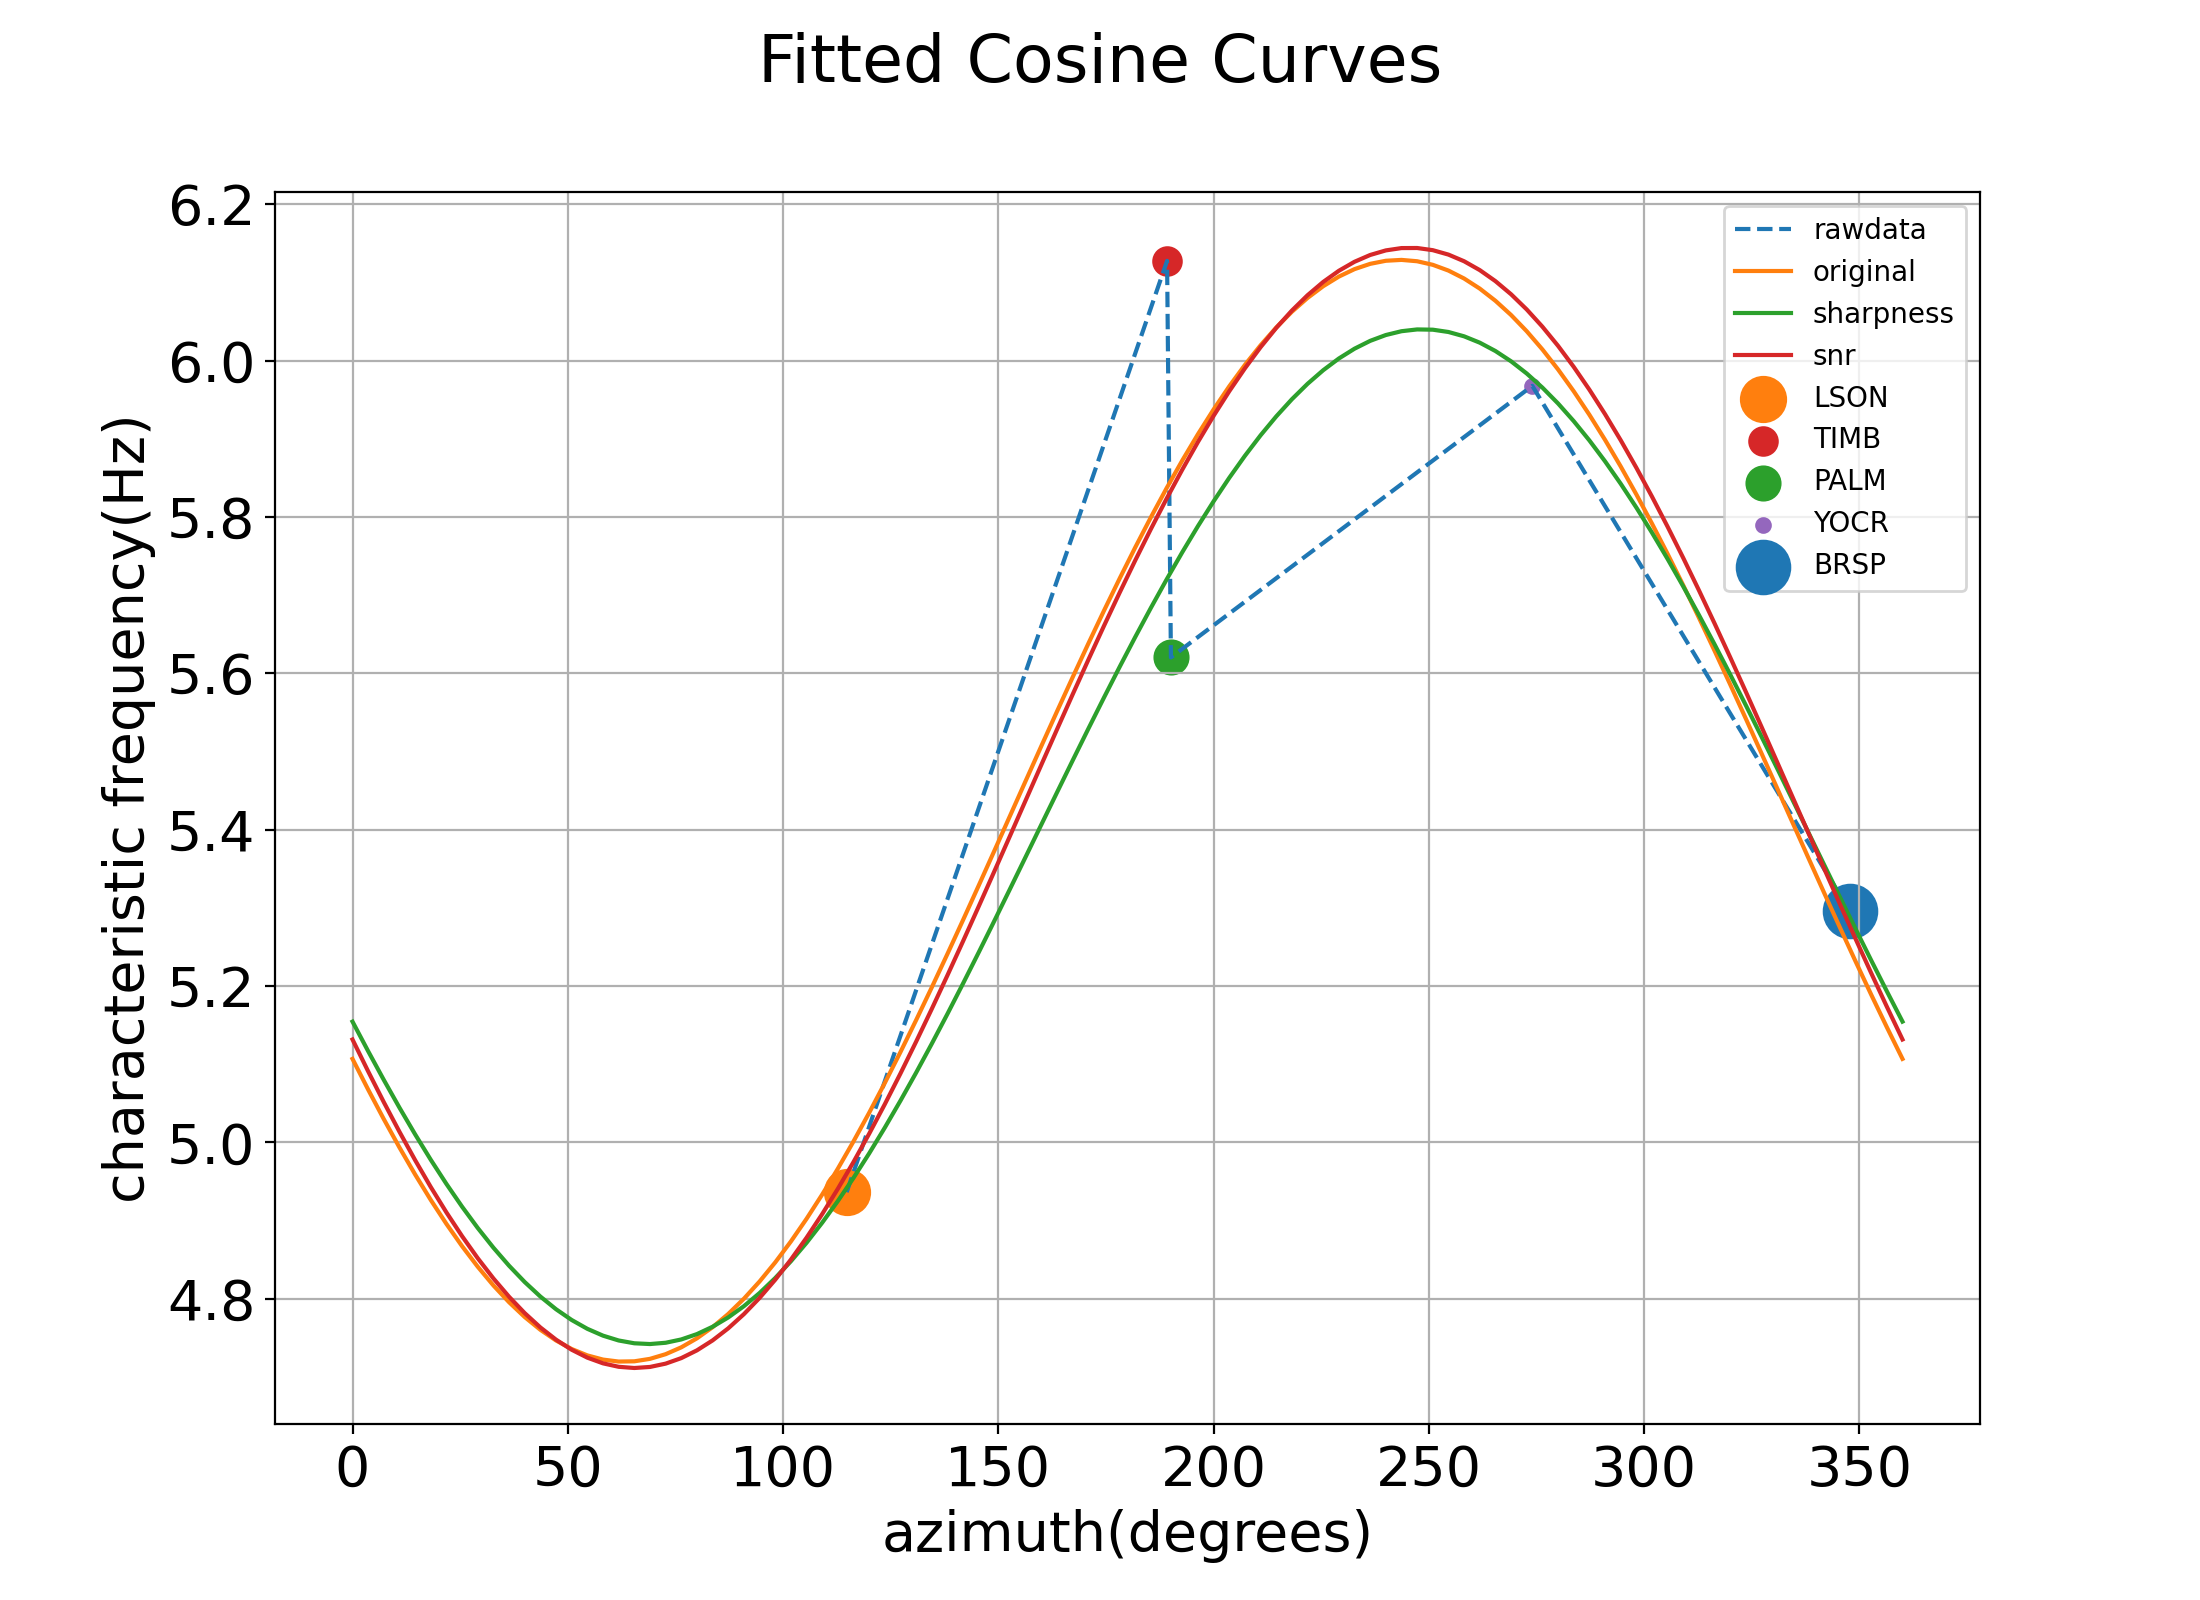 Fitted Cosine Curves
6.2
6.0
5.8
5.6
5.4
5.2
5.0
4.8
characteristic frequency(Hz)
rawdata
original
sharpness
snr
LSON
TIMB
PALM
YOCR
BRSP
0 50 100 150 200 250 300 350
azimuth(degrees)